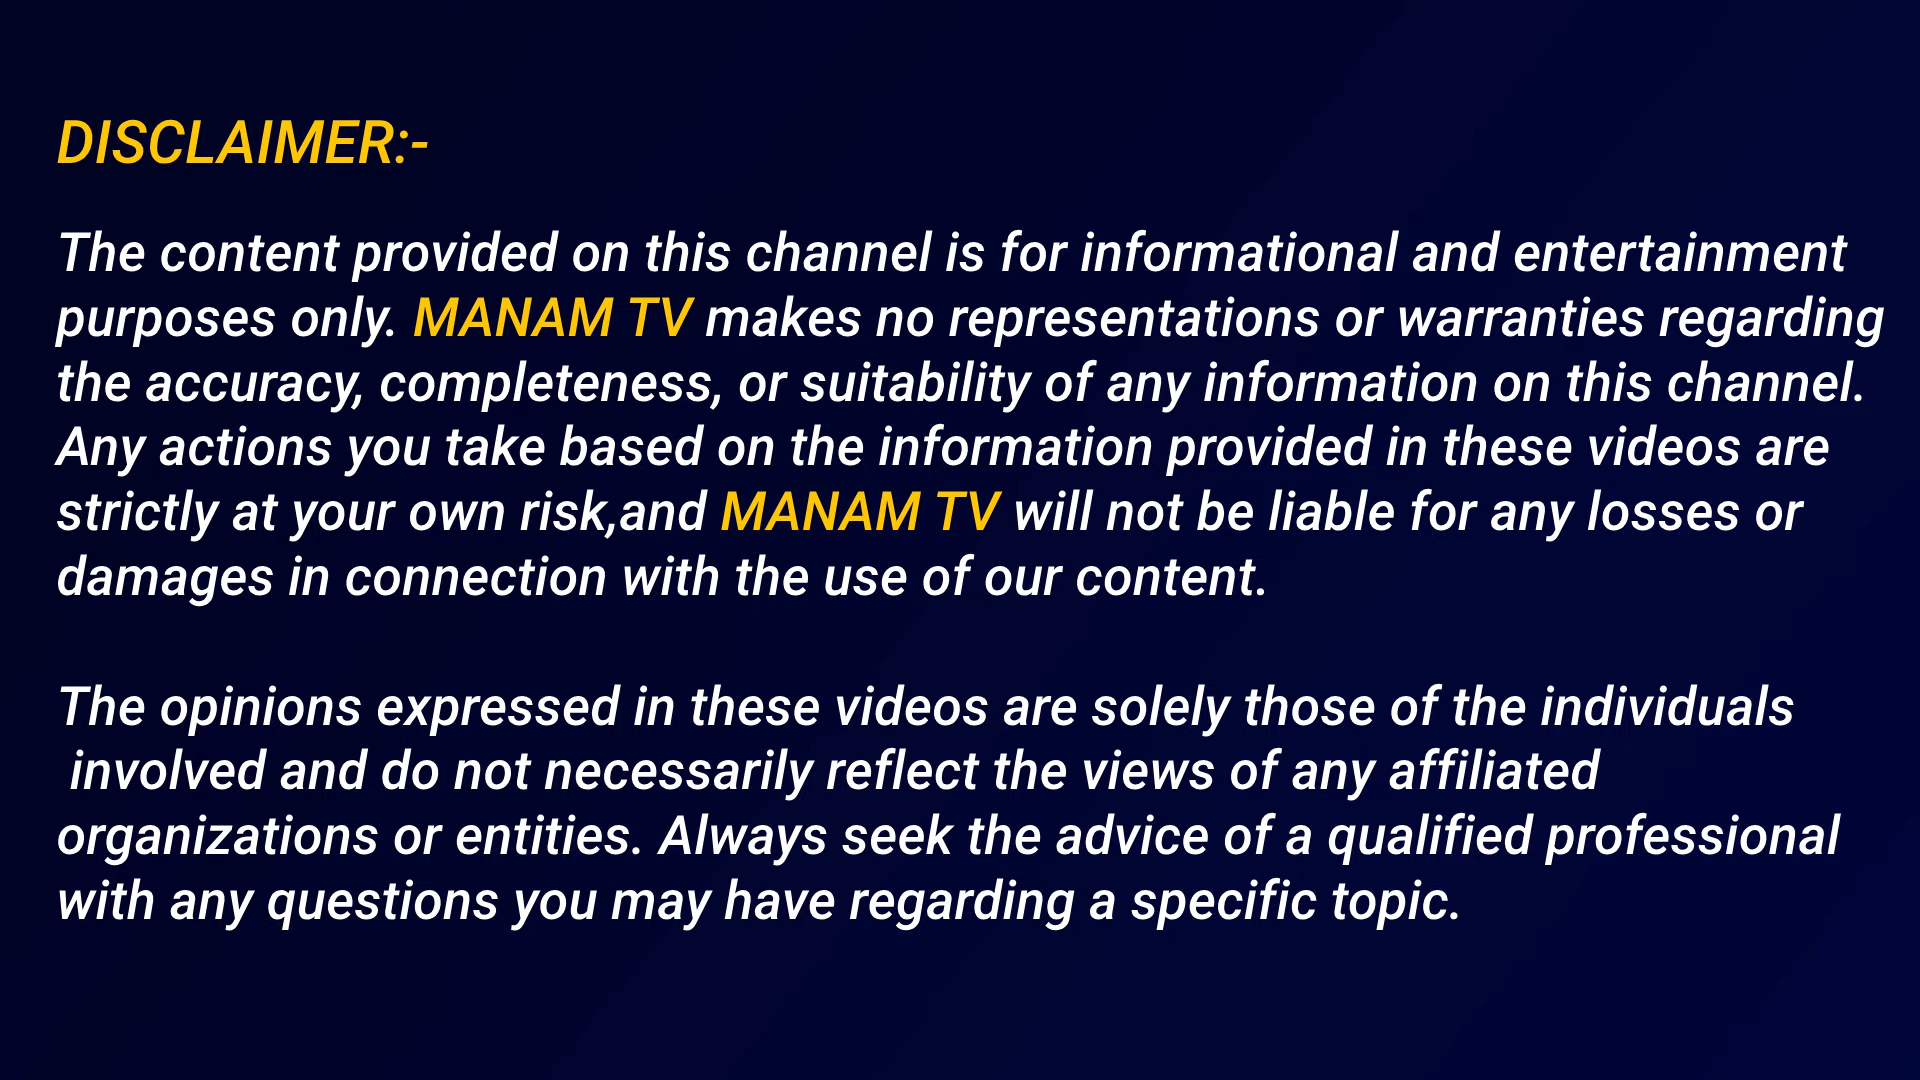 DISCLAIMER:-
The content provided on this channel is for informational and entertainment
purposes only. MANAM TV makes no representations or warranties regarding
the accuracy, completeness, or suitability of any information on this channel.
Any actions you take based on the information provided in these videos are
strictly at your own risk,and MANAM TV will not be liable for any losses or
damages in connection with the use of our content.
The opinions expressed in these videos are solely those of the individuals
involved and do not necessarily reflect the views of any affiliated
organizations or entities. Always seek the advice of a qualified professional
with any questions you may have regarding a specific topic.